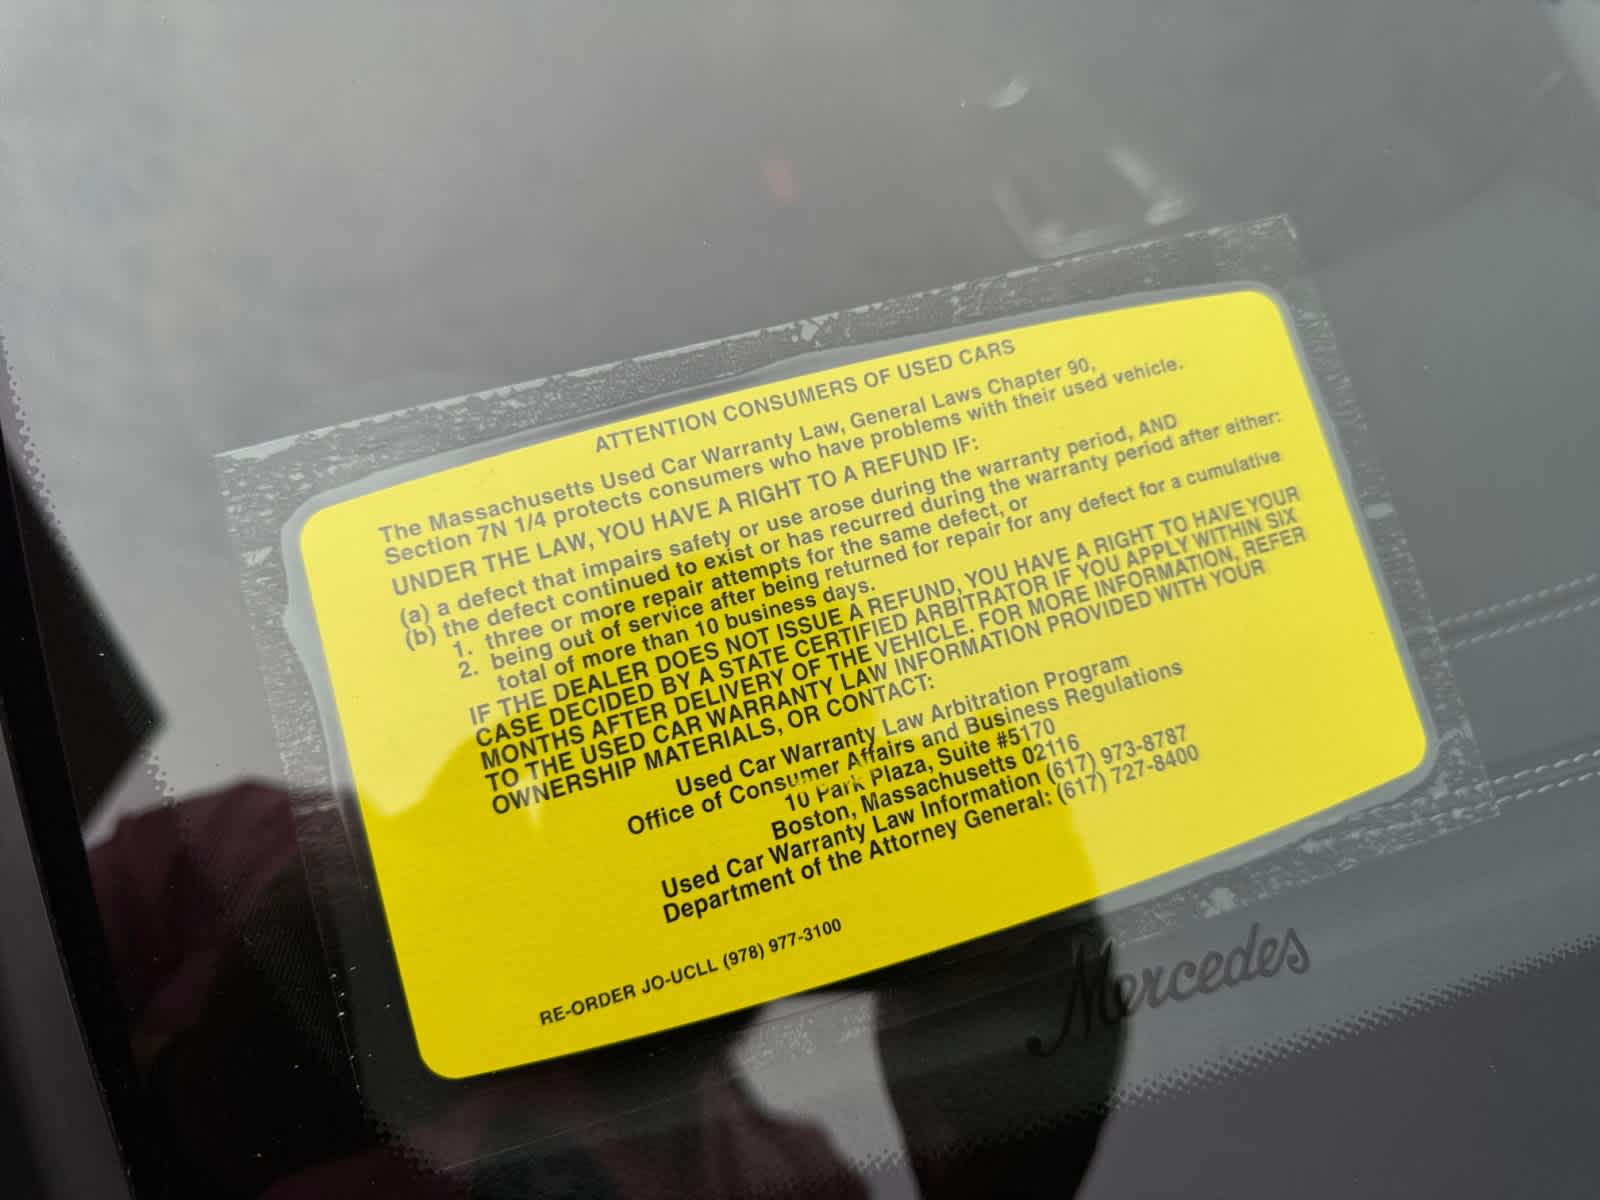 ATTENTION CONSUMERS OF USED CARS
The Massachusetts Used Car Warranty Law, General Laws Chapter 90,
Section 7N 1/4 protects consumers who have problems with their used vehicle.
UNDER THE LAW, YOU HAVE A RIGHT TO A REFUND IF:
(a) a defect that impairs safety or use arose during the warranty period, AND
(b) the defect continued to exist or has recurred during the warranty period after either:
1. three or more repair attempts for the same defect, or
2. being out of service after being returned for repair for any defect for a cumulative
total of more than 10 business days.
IF THE DEALER DOES NOT ISSUE A REFUND, YOU HAVE A RIGHT TO HAVE YOUR
CASE DECIDED BY A STATE CERTIFIED ARBITRATOR IF YOU APPLY WITHIN SIX
MONTHS AFTER DELIVERY OF THE VEHICLE. FOR MORE INFORMATION, REFER
TO THE USED CAR WARRANTY LAW INFORMATION PROVIDED WITH YOUR
OWNERSHIP MATERIALS, OR CONTACT:
Used Car Warranty Law Arbitration Program
Office of Consumer Affairs and Business Regulations
10 Park Plaza, Suite #5170
Boston, Massachusetts 02116
Used Car Warranty Law Information (617) 973-8787
Department of the Attorney General: (617) 727-8400
RE-ORDER JO-UCLL (978) 977-3100
Mercedes